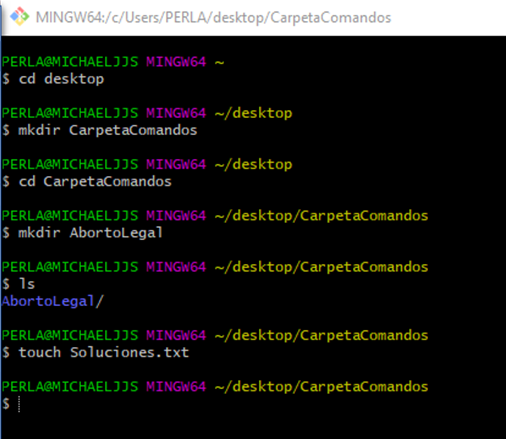 MINGW64:/c/Users/PERLA/desktop/CarpetaComandos
PERLA@MICHAELJJS MINGW64 ~
$ cd desktop
PERLA@MICHAELJJS MINGW64 ~/desktop
$ mkdir CarpetaComandos
PERLA@MICHAELJJS MINGW64 ~/desktop
$ cd CarpetaComandos
PERLA@MICHAELJJS MINGW64 ~/desktop/CarpetaComandos
$ mkdir AbortoLegal
PERLA@MICHAELJJS MINGW64 ~/desktop/CarpetaComandos
$ ls
AbortoLegal/
PERLA@MICHAELJJS MINGW64 ~/desktop/CarpetaComandos
$ touch Soluciones.txt
PERLA@MICHAELJJS MINGW64 ~/desktop/CarpetaComandos
$